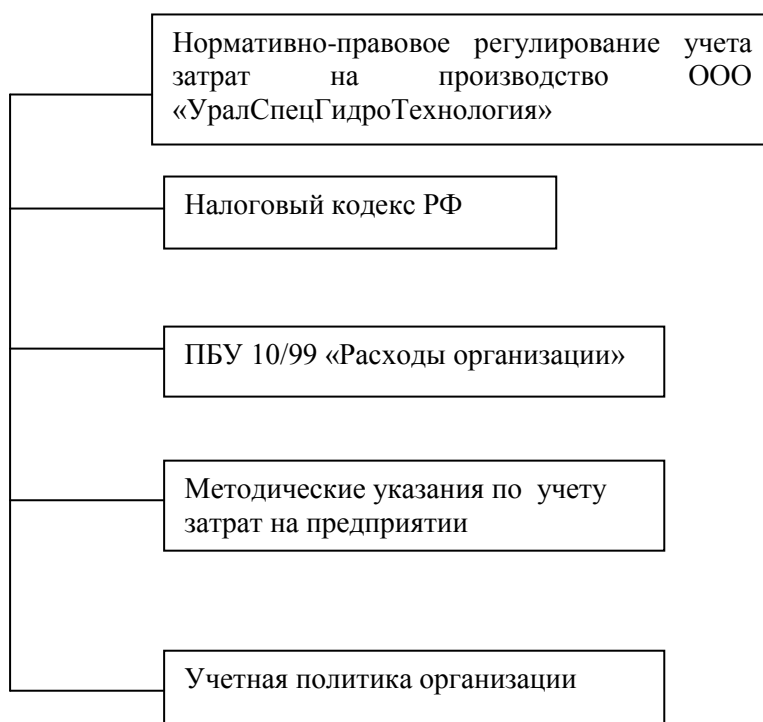 Нормативно-правовое регулирование учета
затрат на производство ООО
«УралСпецГидроТехнология»
Налоговый кодекс РФ
ПБУ 10/99 «Расходы организации»
Методические указания по учету
затрат на предприятии
Учетная политика организации